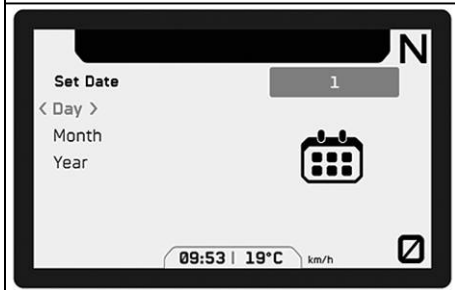 N
Set Date 1
< Day >
Month
Year
09:53 | 19°C km/h
0